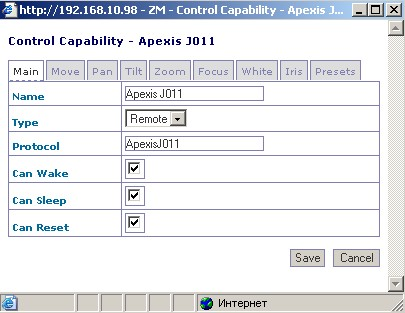 http://192.168.10.98 - ZM - Control Capability - Apexis J...
Control Capability - Apexis J011
Main Move Pan Tilt Zoom Focus White Iris Presets
Name Apexis J011
Type Remote
Protocol ApexisJ011
Can Wake
Can Sleep
Can Reset
Save Cancel
Интернет